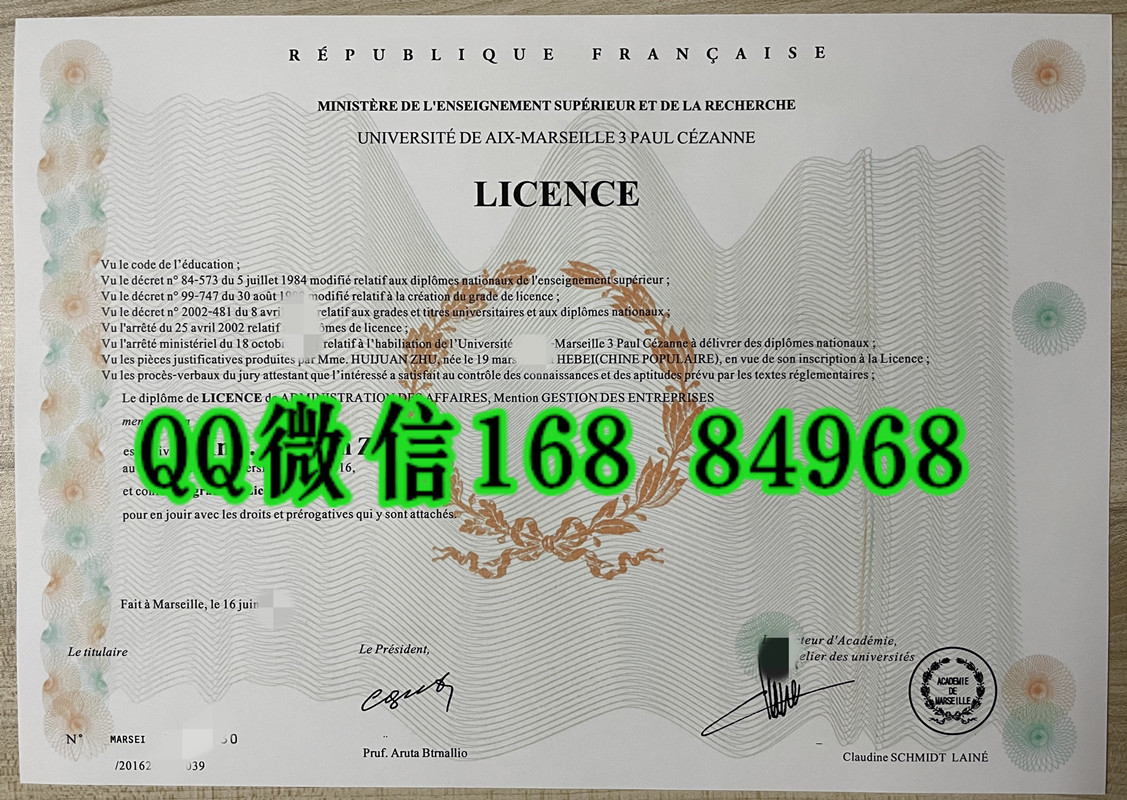 RÉPUBLIQUE FRANÇAISE
MINISTÈRE DE L'ENSEIGNEMENT SUPÉRIEUR ET DE LA RECHERCHE
UNIVERSITÉ DE AIX-MARSEILLE 3 PAUL CÉZANNE
LICENCE
Vu le code de l'éducation ;
Vu le décret n° 84-573 du 5 juillet 1984 modifié relatif aux diplômes nationaux de l'enseignement supérieur ;
Vu le décret n° 99-747 du 30 août modifié relatif à la création du grade de licence ;
Vu le décret n° 2002-481 du 8 avri relatif aux grades et titres universitaires et aux diplômes nationaux ;
Vu l'arrêté du 25 avril 2002 relatif ômes de licence ;
Vu l'arrêté ministériel du 18 octob relatif à l'habiliation de l'Université -Marseille 3 Paul Cézanne à délivrer des diplômes nationaux ;
Vu les pièces justificatives produites par Mme. HUIJUAN ZHU, née le 19 mars HEBEI(CHINE POPULAIRE), en vue de son inscription à la Licence ;
Vu les procès-verbaux du jury attestant que l'intéressé a satisfait au contrôle des connaissances et des aptitudes prévu par les textes réglementaires ;
Le diplôme de LICENCE de ADMINISTRATION DES AFFAIRES, Mention GESTION DES ENTREPRISES
QQ微信168 84968
pour en jouir avec les droits et prérogatives qui y sont attachés.
Fait à Marseille, le 16 juin
Le titulaire
Le Président,
teur d'Académie,
elier des universités
ACADEMIE
DE
MARSEILLE
N° MARSEI 0
/20162 039
Pruf. Aruta Btrnallio
Claudine SCHMIDT LAINÉ